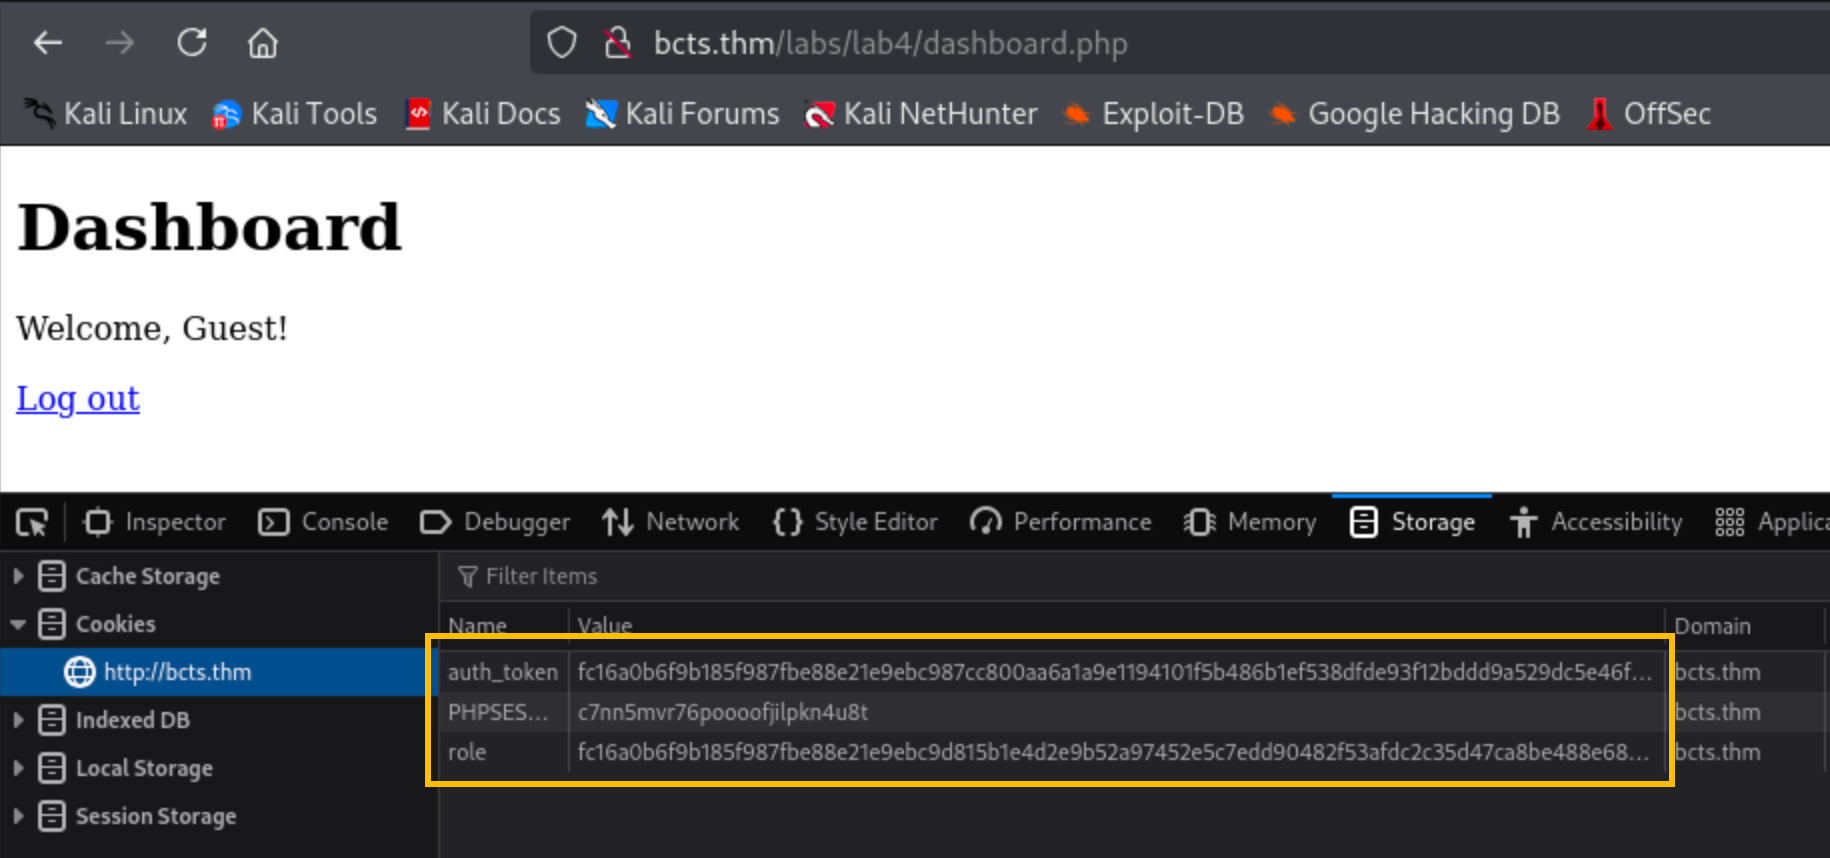 bcts.thm/labs/lab4/dashboard.php
Kali Linux Kali Tools Kali Docs Kali Forums Kali NetHunter Exploit-DB Google Hacking DB OffSec
Dashboard
Welcome, Guest!
Log out
Inspector Console Debugger Network Style Editor Performance Memory Storage Accessibility Applica
Cache Storage
Cookies
http://bcts.thm
Indexed DB
Local Storage
Session Storage
Filter Items
Name Value Domain
auth_token fc16a0b6f9b185f987fbe88e21e9ebc987cc800aa6a1a9e1194101f5b486b1ef538dfde93f12bddd9a529dc5e46f... bcts.thm
PHPSES... c7nn5mvr76poooofjilpkn4u8t bcts.thm
role fc16a0b6f9b185f987fbe88e21e9ebc9d815b1e4d2e9b52a97452e5c7edd90482f53afdc2c35d47ca8be488e68... bcts.thm